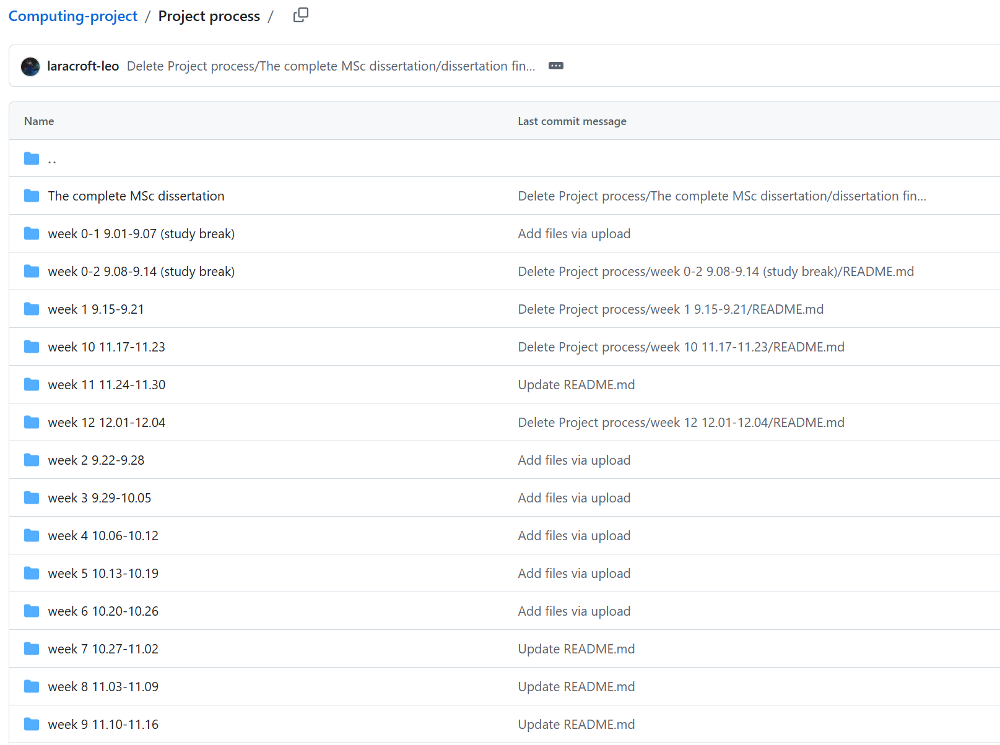 Computing-project / Project process /
laracroft-leo Delete Project process/The complete MSc dissertation/dissertation fin...
Name Last commit message
..
The complete MSc dissertation Delete Project process/The complete MSc dissertation/dissertation fin...
week 0-1 9.01-9.07 (study break) Add files via upload
week 0-2 9.08-9.14 (study break) Delete Project process/week 0-2 9.08-9.14 (study break)/README.md
week 1 9.15-9.21 Delete Project process/week 1 9.15-9.21/README.md
week 10 11.17-11.23 Delete Project process/week 10 11.17-11.23/README.md
week 11 11.24-11.30 Update README.md
week 12 12.01-12.04 Delete Project process/week 12 12.01-12.04/README.md
week 2 9.22-9.28 Add files via upload
week 3 9.29-10.05 Add files via upload
week 4 10.06-10.12 Add files via upload
week 5 10.13-10.19 Add files via upload
week 6 10.20-10.26 Add files via upload
week 7 10.27-11.02 Update README.md
week 8 11.03-11.09 Update README.md
week 9 11.10-11.16 Update README.md